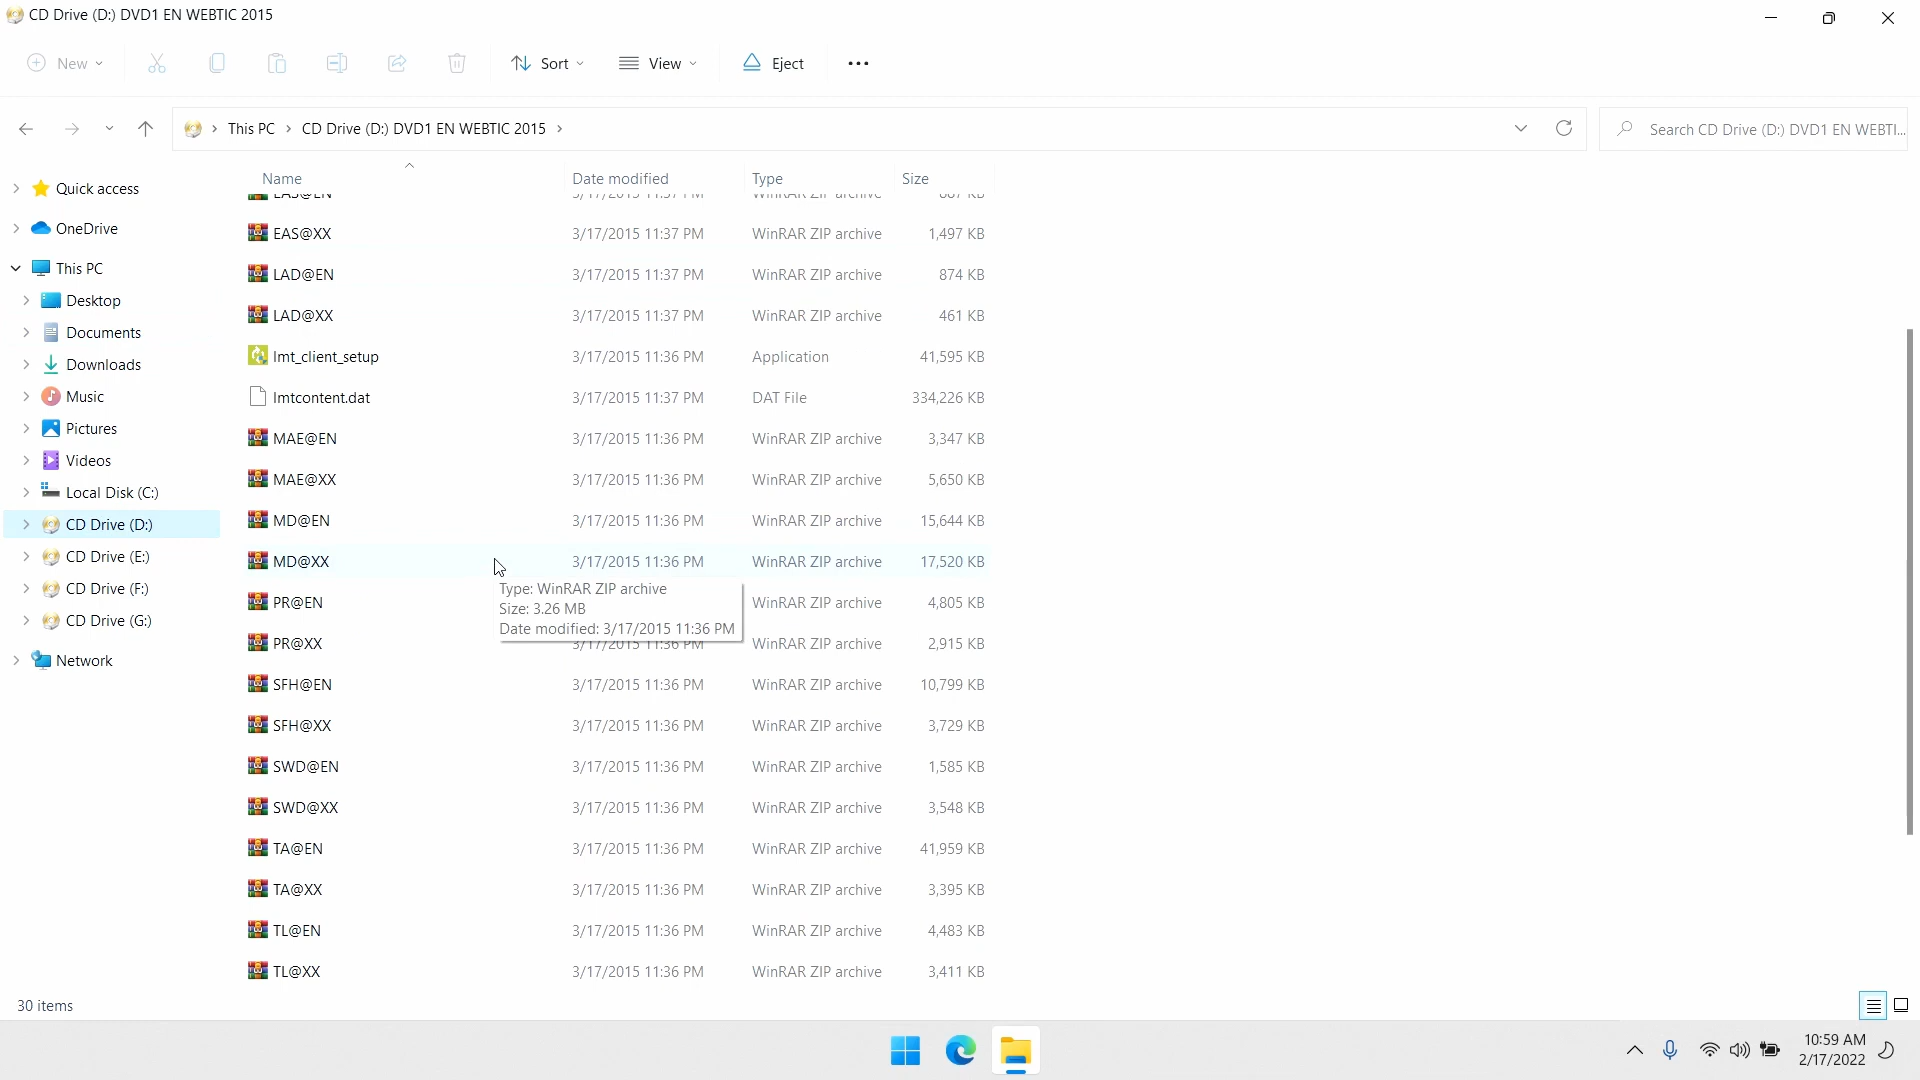 CD Drive (D:) DVD1 EN WEBTIC 2015
New
Sort
View
Eject
This PC > CD Drive (D:) DVD1 EN WEBTIC 2015 >
Search CD Drive (D:) DVD1 EN WEBTI...
Name Date modified Type Size
Quick access
OneDrive
This PC
Desktop
Documents
Downloads
Music
Pictures
Videos
Local Disk (C:)
CD Drive (D:)
CD Drive (E:)
CD Drive (F:)
CD Drive (G:)
Network
EAS@EN 3/17/2015 11:37 PM WinRAR ZIP archive
EAS@XX 3/17/2015 11:37 PM WinRAR ZIP archive 1,497 KB
LAD@EN 3/17/2015 11:37 PM WinRAR ZIP archive 874 KB
LAD@XX 3/17/2015 11:37 PM WinRAR ZIP archive 461 KB
lmt_client_setup 3/17/2015 11:36 PM Application 41,595 KB
lmtcontent.dat 3/17/2015 11:37 PM DAT File 334,226 KB
MAE@EN 3/17/2015 11:36 PM WinRAR ZIP archive 3,347 KB
MAE@XX 3/17/2015 11:36 PM WinRAR ZIP archive 5,650 KB
MD@EN 3/17/2015 11:36 PM WinRAR ZIP archive 15,644 KB
MD@XX 3/17/2015 11:36 PM WinRAR ZIP archive 17,520 KB
Type: WinRAR ZIP archive
Size: 3.26 MB
Date modified: 3/17/2015 11:36 PM
PR@EN WinRAR ZIP archive 4,805 KB
PR@XX 3/17/2015 11:36 PM WinRAR ZIP archive 2,915 KB
SFH@EN 3/17/2015 11:36 PM WinRAR ZIP archive 10,799 KB
SFH@XX 3/17/2015 11:36 PM WinRAR ZIP archive 3,729 KB
SWD@EN 3/17/2015 11:36 PM WinRAR ZIP archive 1,585 KB
SWD@XX 3/17/2015 11:36 PM WinRAR ZIP archive 3,548 KB
TA@EN 3/17/2015 11:36 PM WinRAR ZIP archive 41,959 KB
TA@XX 3/17/2015 11:36 PM WinRAR ZIP archive 3,395 KB
TL@EN 3/17/2015 11:36 PM WinRAR ZIP archive 4,483 KB
TL@XX 3/17/2015 11:36 PM WinRAR ZIP archive 3,411 KB
30 items
10:59 AM
2/17/2022